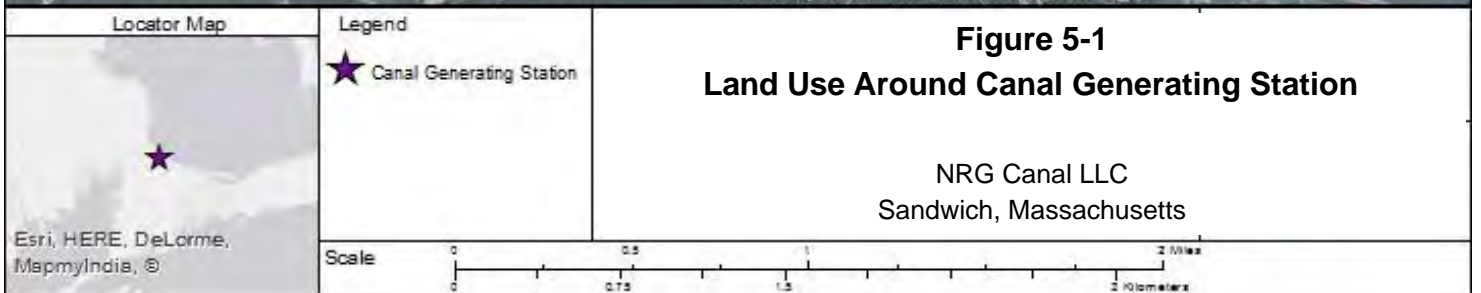 Locator Map
Esri, HERE, DeLorme,
MapmyIndia, ©
Legend
Canal Generating Station
Figure 5-1
Land Use Around Canal Generating Station
NRG Canal LLC
Sandwich, Massachusetts
Scale
0 0.5 1 2 Miles
0 0.75 1.5 3 Kilometers